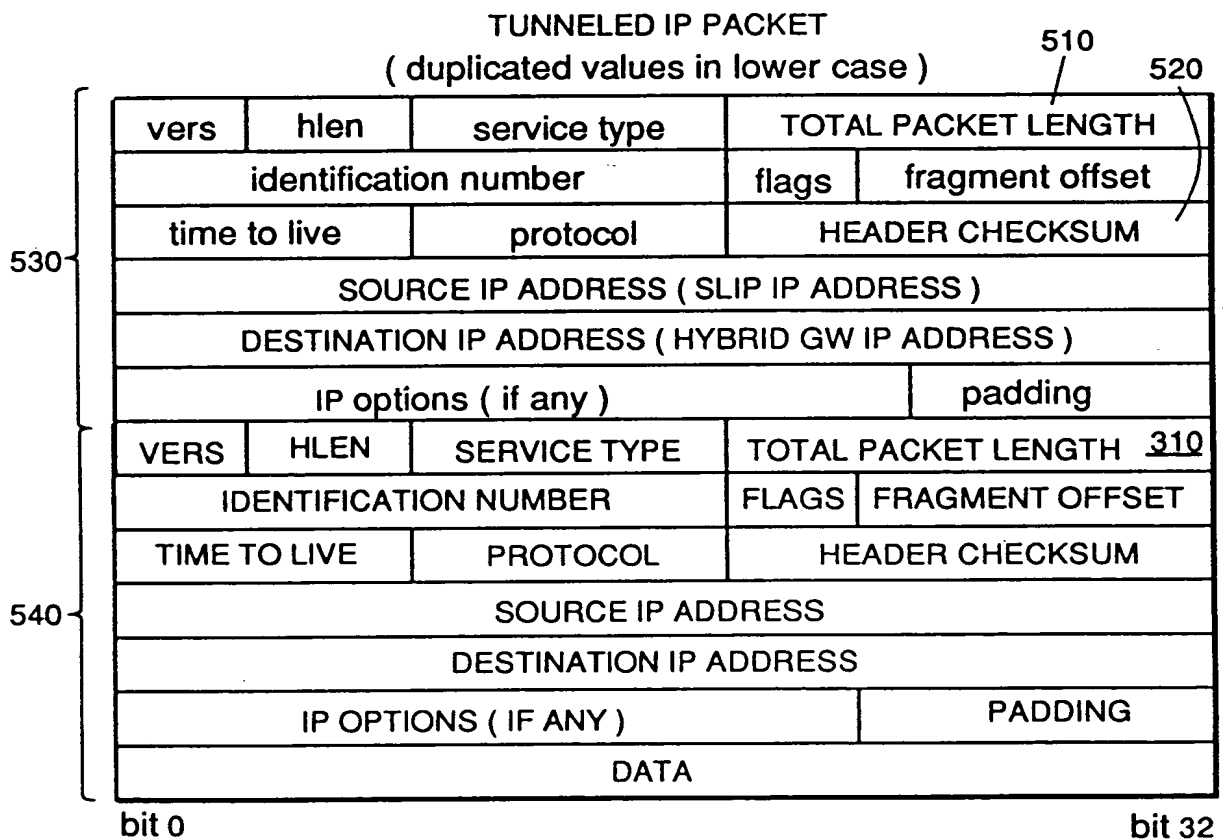 TUNNELED IP PACKET
( duplicated values in lower case )
510
520
vers hlen service type TOTAL PACKET LENGTH
identification number flags fragment offset
time to live protocol HEADER CHECKSUM
530
SOURCE IP ADDRESS ( SLIP IP ADDRESS )
DESTINATION IP ADDRESS ( HYBRID GW IP ADDRESS )
IP options ( if any ) padding
VERS HLEN SERVICE TYPE TOTAL PACKET LENGTH 310
IDENTIFICATION NUMBER FLAGS FRAGMENT OFFSET
TIME TO LIVE PROTOCOL HEADER CHECKSUM
540
SOURCE IP ADDRESS
DESTINATION IP ADDRESS
IP OPTIONS ( IF ANY ) PADDING
DATA
bit 0 bit 32